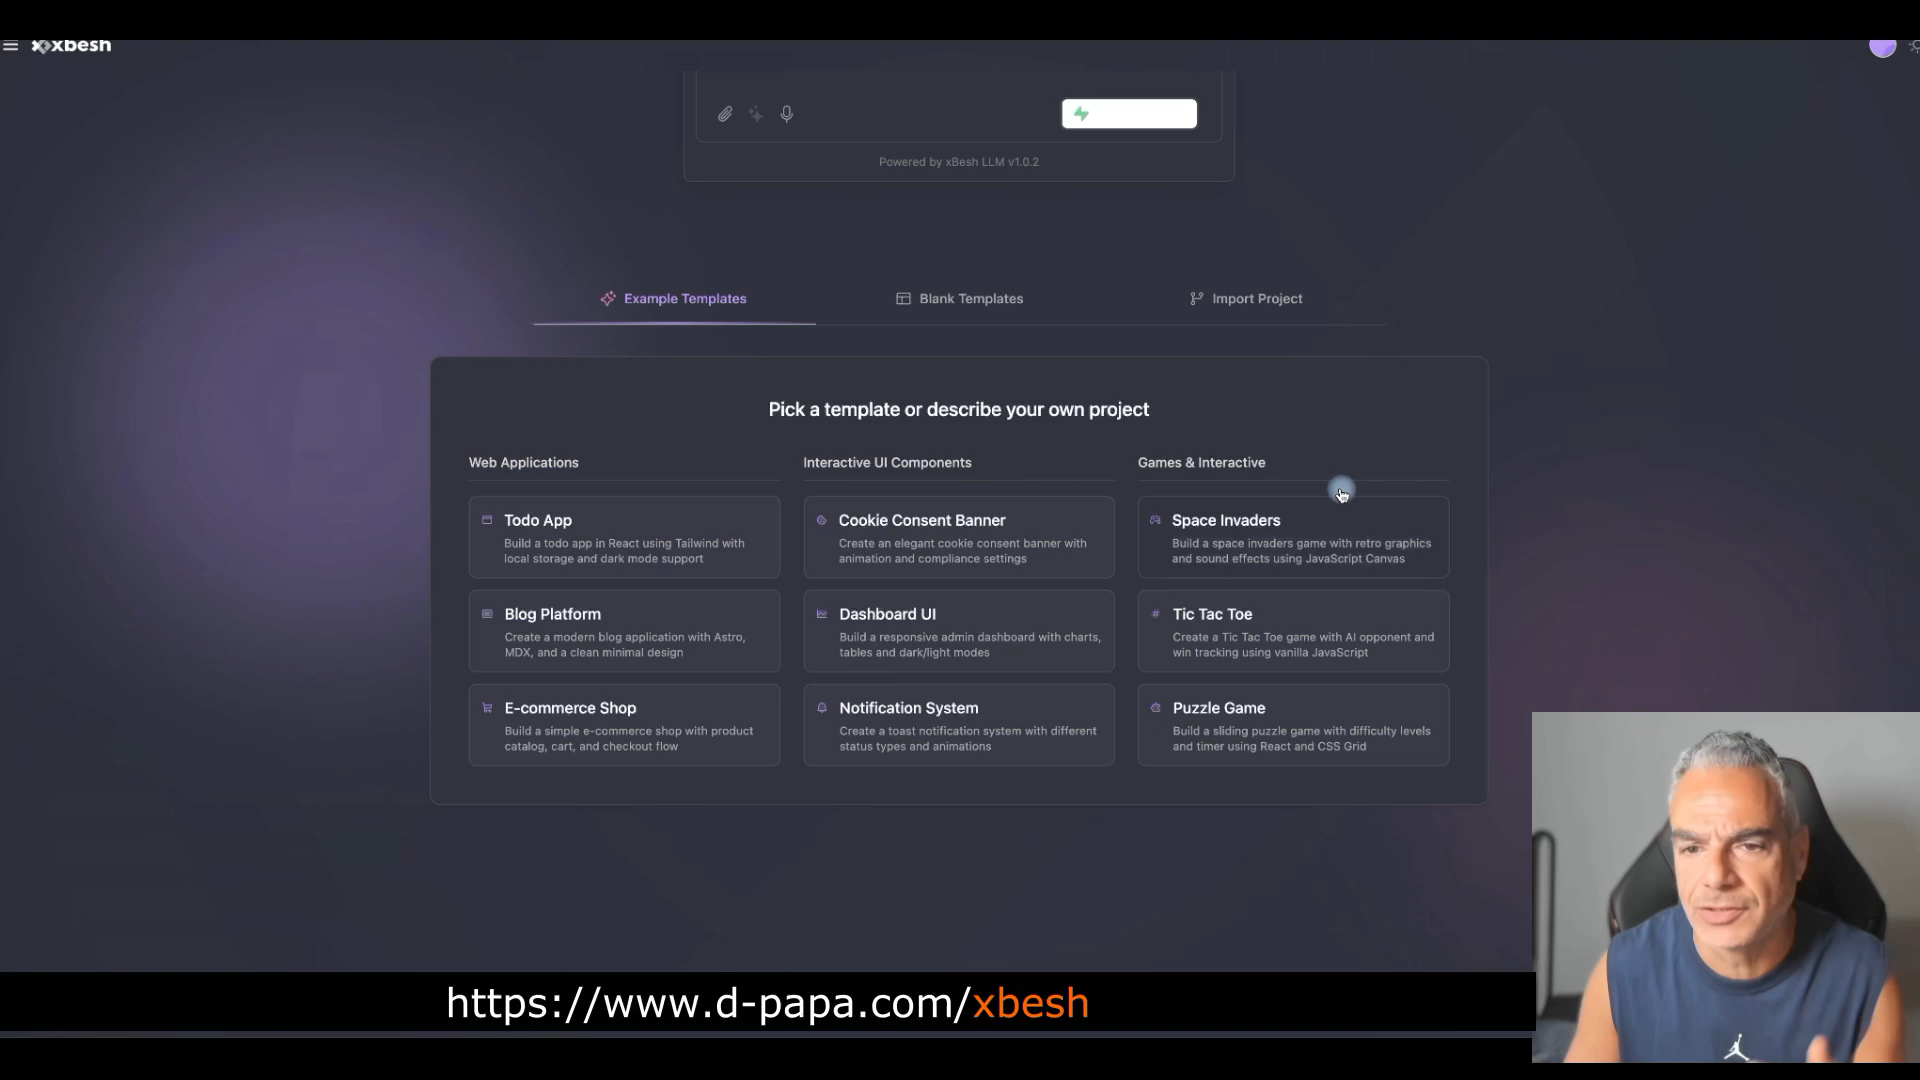 xbesh
Powered by xBesh LLM v1.0.2
Example Templates
Blank Templates
Import Project
Pick a template or describe your own project
Web Applications
Todo App
Build a todo app in React using Tailwind with
local storage and dark mode support
Blog Platform
Create a modern blog application with Astro,
MDX, and a clean minimal design
E-commerce Shop
Build a simple e-commerce shop with product
catalog, cart, and checkout flow
Interactive UI Components
Cookie Consent Banner
Create an elegant cookie consent banner with
animation and compliance settings
Dashboard UI
Build a responsive admin dashboard with charts,
tables and dark/light modes
Notification System
Create a toast notification system with different
status types and animations
Games & Interactive
Space Invaders
Build a space invaders game with retro graphics
and sound effects using JavaScript Canvas
Tic Tac Toe
Create a Tic Tac Toe game with AI opponent and
win tracking using vanilla JavaScript
Puzzle Game
Build a sliding puzzle game with difficulty levels
and timer using React and CSS Grid
https://www.d-papa.com/xbesh